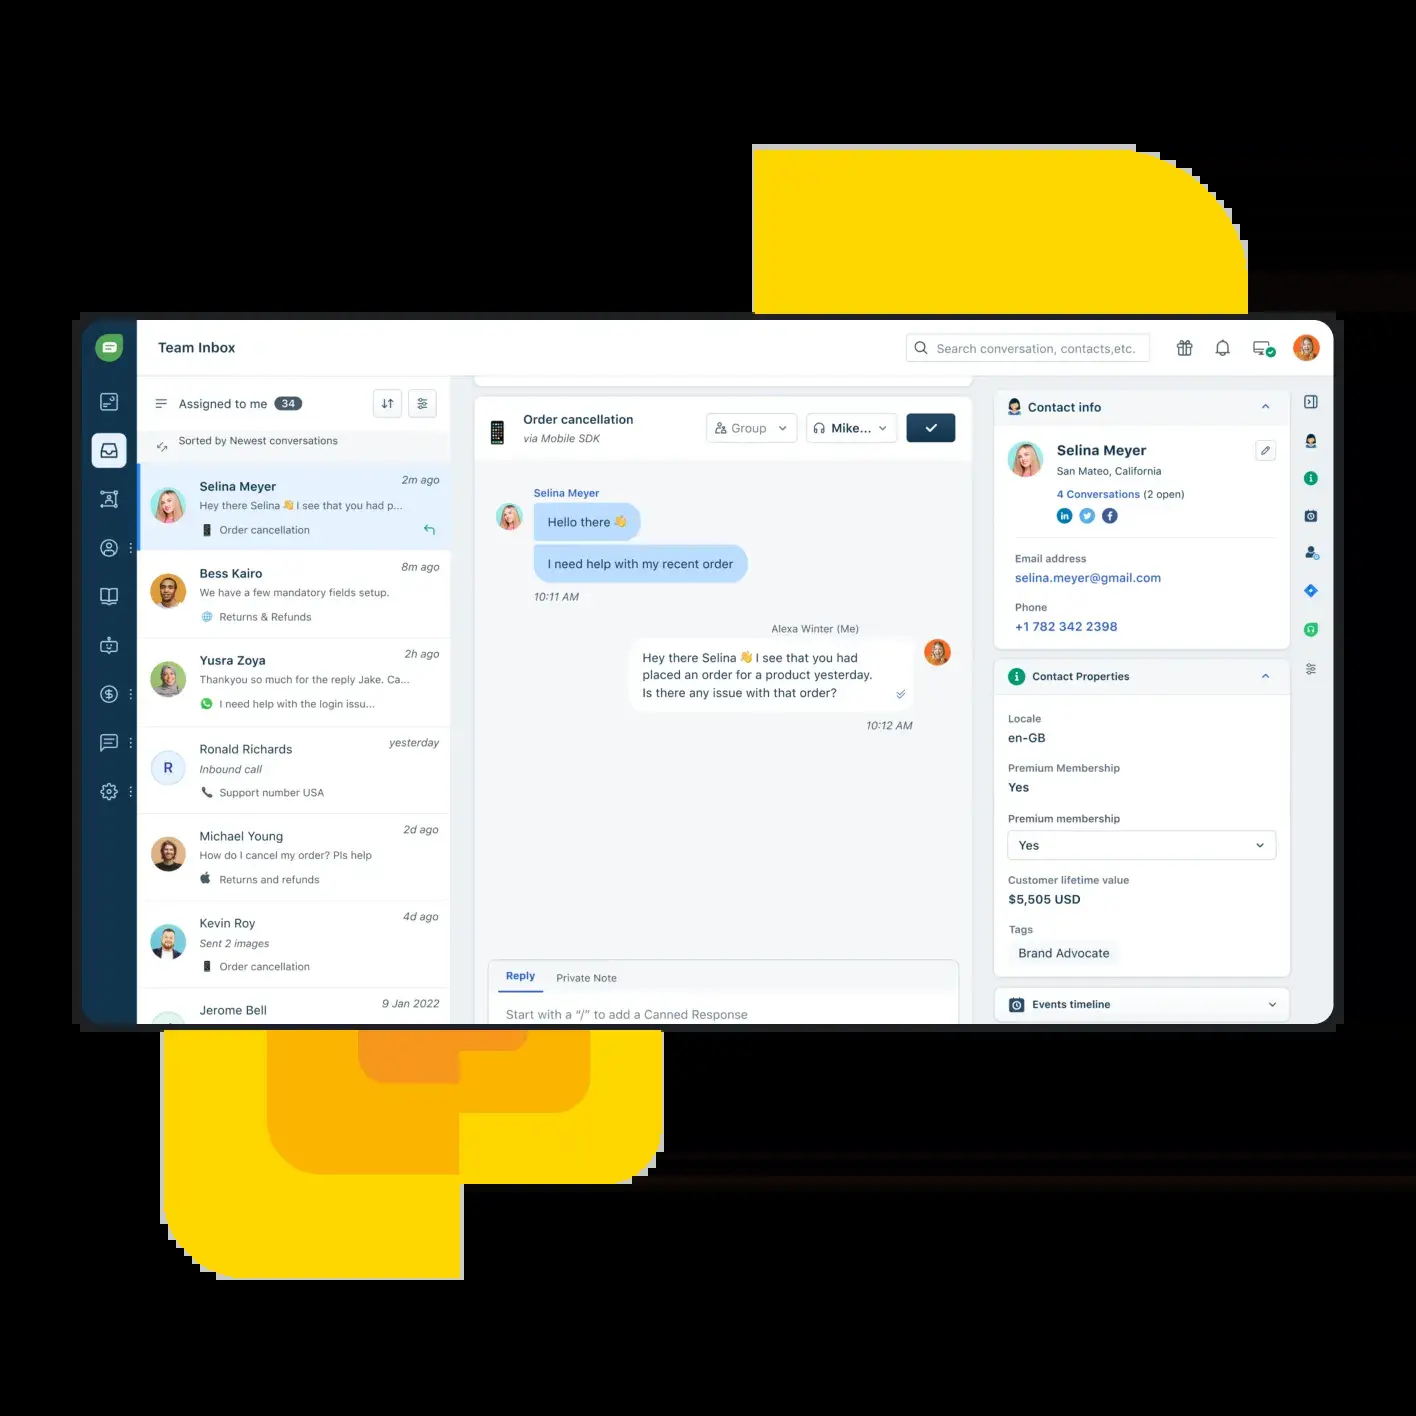 Team Inbox
Search conversation, contacts,etc.
Assigned to me 34
Sorted by Newest conversations
Selina Meyer 2m ago
Hey there Selina 👋 I see that you had p...
Order cancellation
Bess Kairo 8m ago
We have a few mandatory fields setup.
Returns & Refunds
Yusra Zoya 2h ago
Thankyou so much for the reply Jake. Ca...
I need help with the login issu...
Ronald Richards yesterday
R
Inbound call
Support number USA
Michael Young 2d ago
How do I cancel my order? Pls help
Returns and refunds
Kevin Roy 4d ago
Sent 2 images
Order cancellation
Jerome Bell 9 Jan 2022
Order cancellation
via Mobile SDK
Group
Mike...
Selina Meyer
Hello there 👋
I need help with my recent order
10:11 AM
Alexa Winter (Me)
Hey there Selina 👋 I see that you had
placed an order for a product yesterday.
Is there any issue with that order?
10:12 AM
Reply Private Note
Start with a “/” to add a Canned Response
Contact info
Selina Meyer
San Mateo, California
4 Conversations (2 open)
Email address
selina.meyer@gmail.com
Phone
+1 782 342 2398
Contact Properties
Locale
en-GB
Premium Membership
Yes
Premium membership
Yes
Customer lifetime value
$5,505 USD
Tags
Brand Advocate
Events timeline